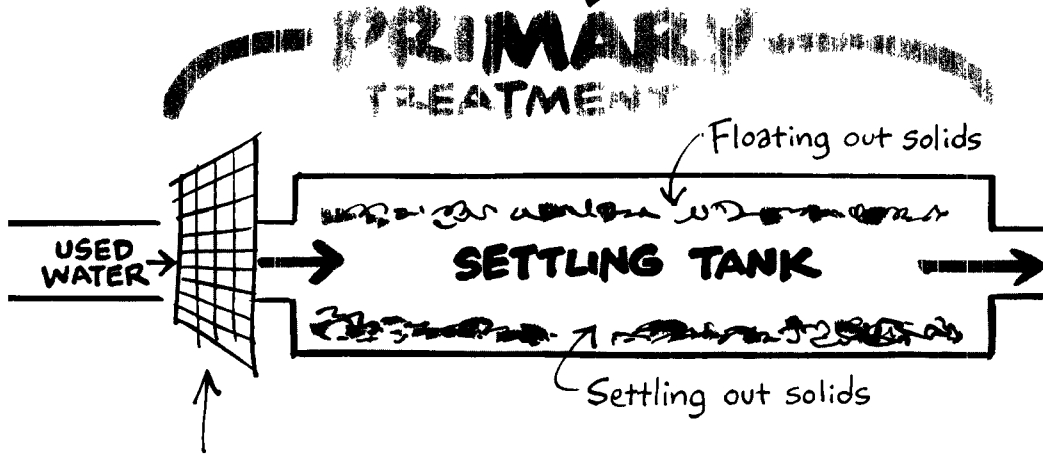 PRIMARY
TREATMENT
Floating out solids
USED
WATER
SETTLING TANK
Settling out solids